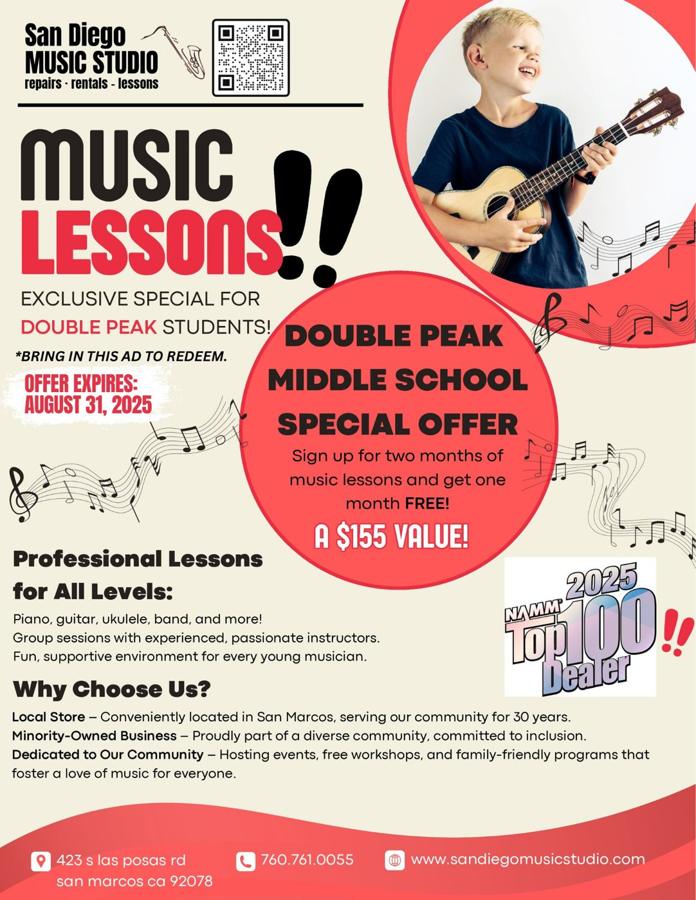 San Diego
MUSIC STUDIO
repairs · rentals - lessons
MUSIC
LESSONS!!
EXCLUSIVE SPECIAL FOR
DOUBLE PEAK STUDENTS!
*BRING IN THIS AD TO REDEEM.
OFFER EXPIRES:
AUGUST 31, 2025
DOUBLE PEAK
MIDDLE SCHOOL
SPECIAL OFFER
Sign up for two months of
music lessons and get one
month FREE!
A $155 VALUE!
Professional Lessons
for All Levels:
Piano, guitar, ukulele, band, and more!
Group sessions with experienced, passionate instructors.
Fun, supportive environment for every young musician.
2025
NAMM
Top100
Dealer
!!
Why Choose Us?
Local Store – Conveniently located in San Marcos, serving our community for 30 years.
Minority-Owned Business – Proudly part of a diverse community, committed to inclusion.
Dedicated to Our Community – Hosting events, free workshops, and family-friendly programs that
foster a love of music for everyone.
423 s las posas rd
san marcos ca 92078
760.761.0055
www.sandiegomusicstudio.com